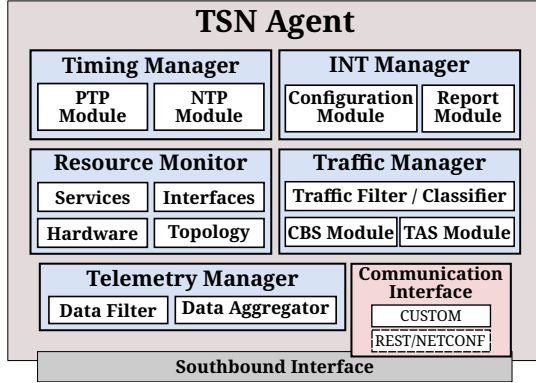 TSN Agent
Timing Manager
PTP
Module
NTP
Module
INT Manager
Configuration
Module
Report
Module
Resource Monitor
Services
Interfaces
Hardware
Topology
Traffic Manager
Traffic Filter / Classifier
CBS Module
TAS Module
Telemetry Manager
Data Filter
Data Aggregator
Communication
Interface
CUSTOM
REST/NETCONF
Southbound Interface